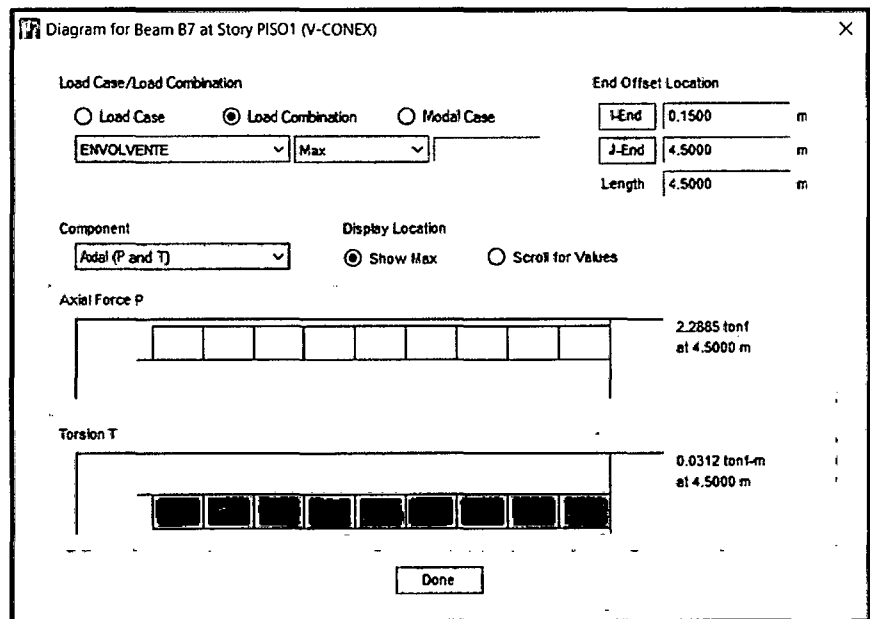 Diagram for Beam B7 at Story PISO1 (V-CONEX)
Load Case/Load Combination
End Offset Location
Load Case
Load Combination
Modal Case
I-End 0.1500 m
ENVOLVENTE
Max
J-End 4.5000 m
Length 4.5000 m
Component
Display Location
Axial (P and T)
Show Max
Scroll for Values
Axial Force P
2.2885 tonf
at 4.5000 m
Torsion T
0.0312 tonf-m
at 4.5000 m
Done